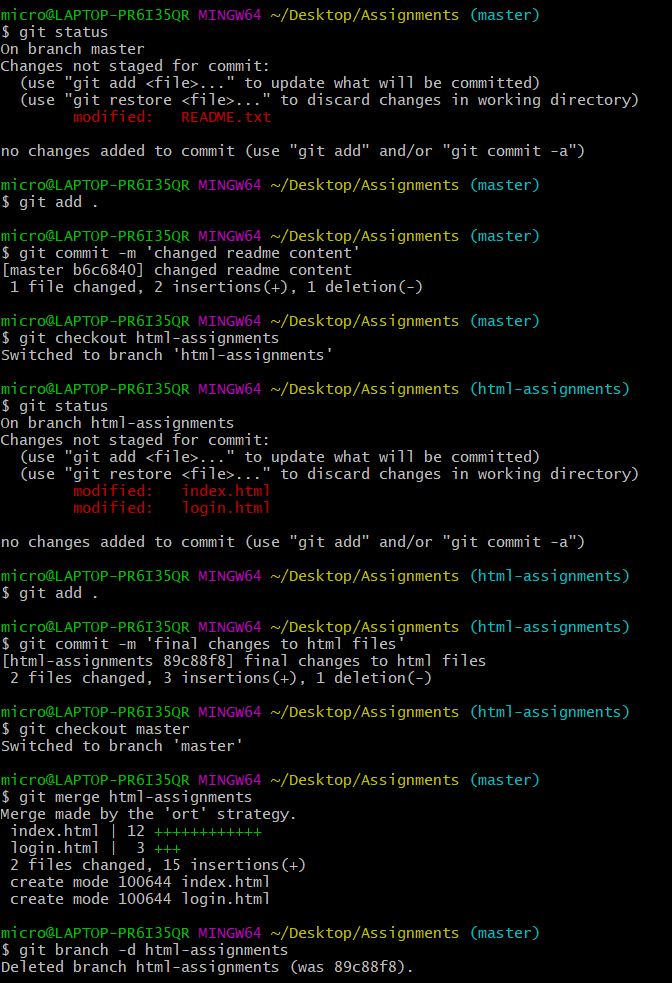 micro@LAPTOP-PR6I35QR MINGW64 ~/Desktop/Assignments (master)
$ git status
On branch master
Changes not staged for commit:
  (use "git add <file>..." to update what will be committed)
  (use "git restore <file>..." to discard changes in working directory)
        modified:   README.txt

no changes added to commit (use "git add" and/or "git commit -a")

micro@LAPTOP-PR6I35QR MINGW64 ~/Desktop/Assignments (master)
$ git add .

micro@LAPTOP-PR6I35QR MINGW64 ~/Desktop/Assignments (master)
$ git commit -m 'changed readme content'
[master b6c6840] changed readme content
 1 file changed, 2 insertions(+), 1 deletion(-)

micro@LAPTOP-PR6I35QR MINGW64 ~/Desktop/Assignments (master)
$ git checkout html-assignments
Switched to branch 'html-assignments'

micro@LAPTOP-PR6I35QR MINGW64 ~/Desktop/Assignments (html-assignments)
$ git status
On branch html-assignments
Changes not staged for commit:
  (use "git add <file>..." to update what will be committed)
  (use "git restore <file>..." to discard changes in working directory)
        modified:   index.html
        modified:   login.html

no changes added to commit (use "git add" and/or "git commit -a")

micro@LAPTOP-PR6I35QR MINGW64 ~/Desktop/Assignments (html-assignments)
$ git add .

micro@LAPTOP-PR6I35QR MINGW64 ~/Desktop/Assignments (html-assignments)
$ git commit -m 'final changes to html files'
[html-assignments 89c88f8] final changes to html files
 2 files changed, 3 insertions(+), 1 deletion(-)

micro@LAPTOP-PR6I35QR MINGW64 ~/Desktop/Assignments (html-assignments)
$ git checkout master
Switched to branch 'master'

micro@LAPTOP-PR6I35QR MINGW64 ~/Desktop/Assignments (master)
$ git merge html-assignments
Merge made by the 'ort' strategy.
 index.html | 12 ++++++++++++
 login.html |  3 +++
 2 files changed, 15 insertions(+)
 create mode 100644 index.html
 create mode 100644 login.html

micro@LAPTOP-PR6I35QR MINGW64 ~/Desktop/Assignments (master)
$ git branch -d html-assignments
Deleted branch html-assignments (was 89c88f8).